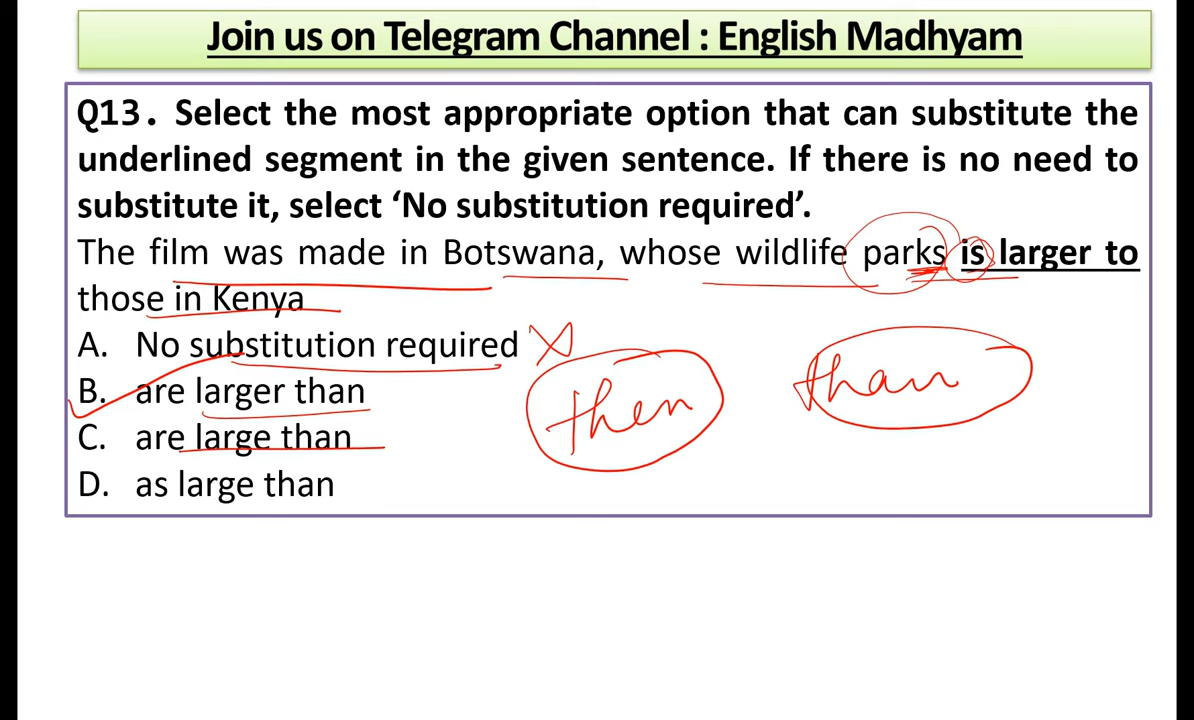 Join us on Telegram Channel : English Madhyam
Q13. Select the most appropriate option that can substitute the
underlined segment in the given sentence. If there is no need to
substitute it, select ‘No substitution required’.
The film was made in Botswana, whose wildlife parks is larger to
those in Kenya
A. No substitution required
B. are larger than
C. are large than
D. as large than
then
than